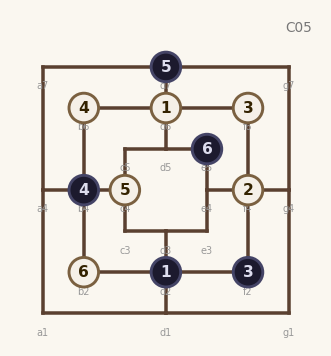 C05
5
a7 d7 g7
4 1 3
b6 d6 f6
6
c5 d5 e5
4 5 2
a4 b4 c4 e4 f4 g4
c3 d3 e3
6 1 3
b2 d2 f2
a1 d1 g1